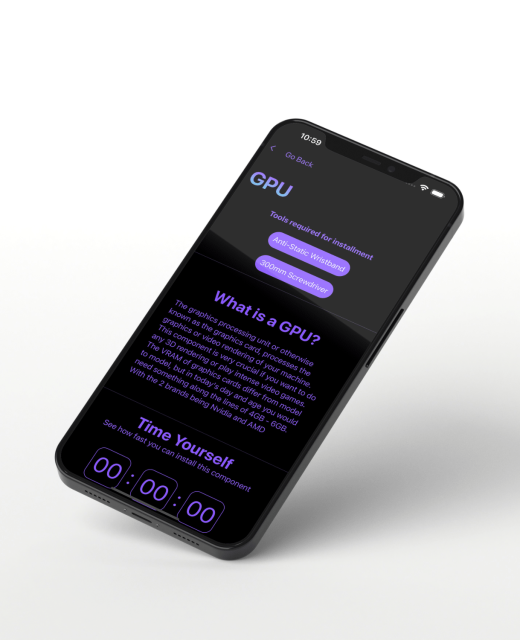 10:59
Go Back
GPU
Tools required for installment
Anti-Static Wristband
300mm Screwdriver
What is a GPU?
The graphics processing unit or otherwise
known as the graphics card, processes the
graphics or video rendering of your machine.
This component is very crucial if you want to do
any 3D rendering or play intense video games.
The VRAM of graphics cards differ from model
to model, but in today's day and age you would
need something along the lines of 4GB - 6GB.
With the 2 brands being Nvidia and AMD
Time Yourself
See how fast you can install this component
00 : 00 : 00